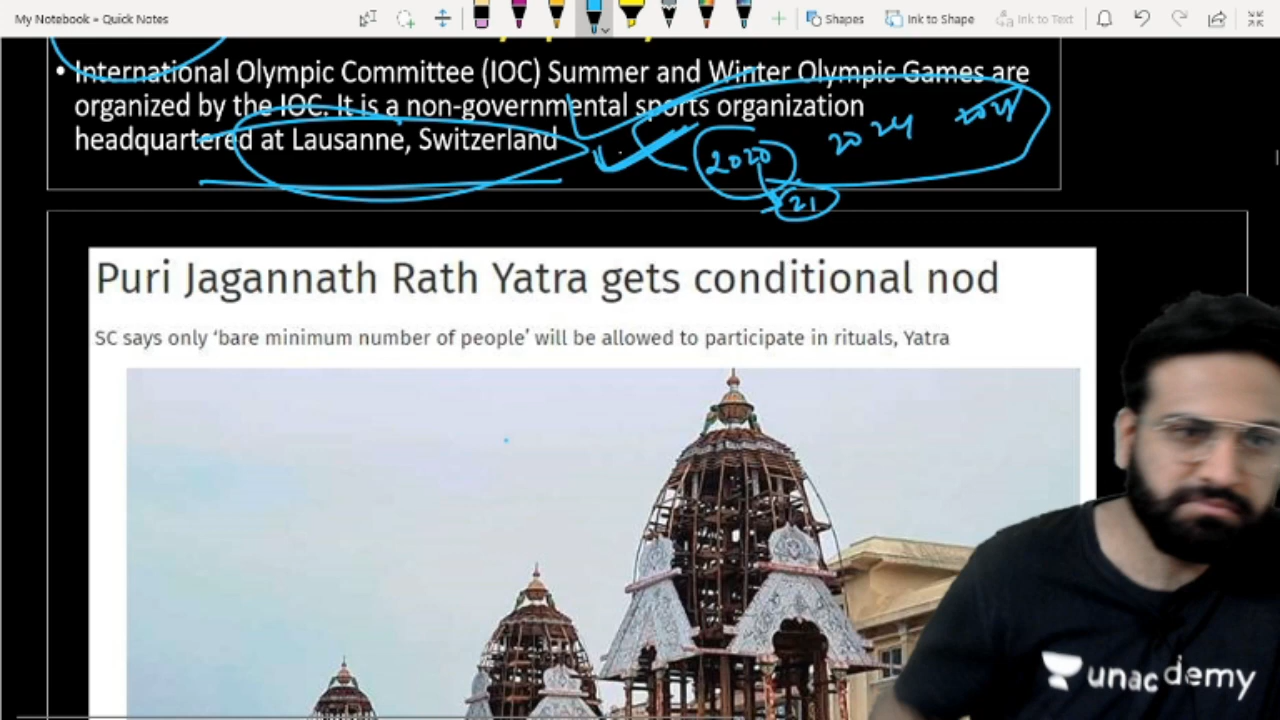 My Notebook » Quick Notes
Shapes
Ink to Shape
Ink to Text
• International Olympic Committee (IOC) Summer and Winter Olympic Games are
organized by the IOC. It is a non-governmental sports organization
headquartered at Lausanne, Switzerland
2020
2024
21
Puri Jagannath Rath Yatra gets conditional nod
SC says only ‘bare minimum number of people’ will be allowed to participate in rituals, Yatra
unacademy